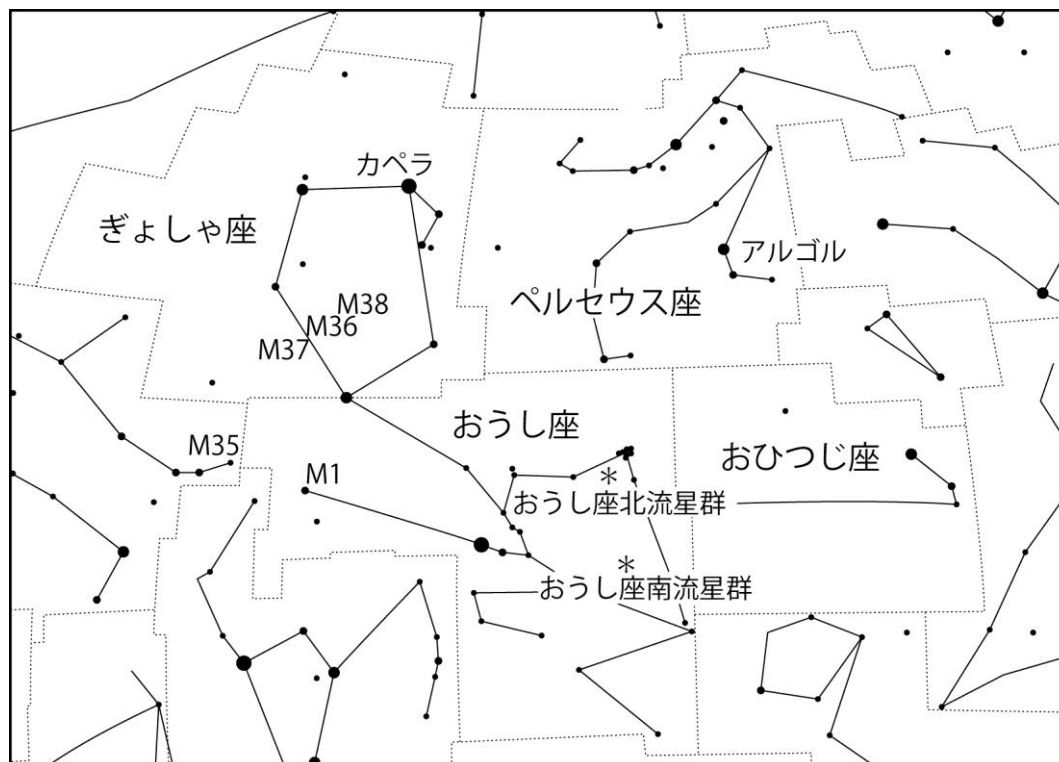 カペラ
ぎょしゃ座
アルゴル
ペルセウス座
M38
M36
M37
おうし座
M35
M1
おひつじ座
*
おうし座北流星群
*
おうし座南流星群